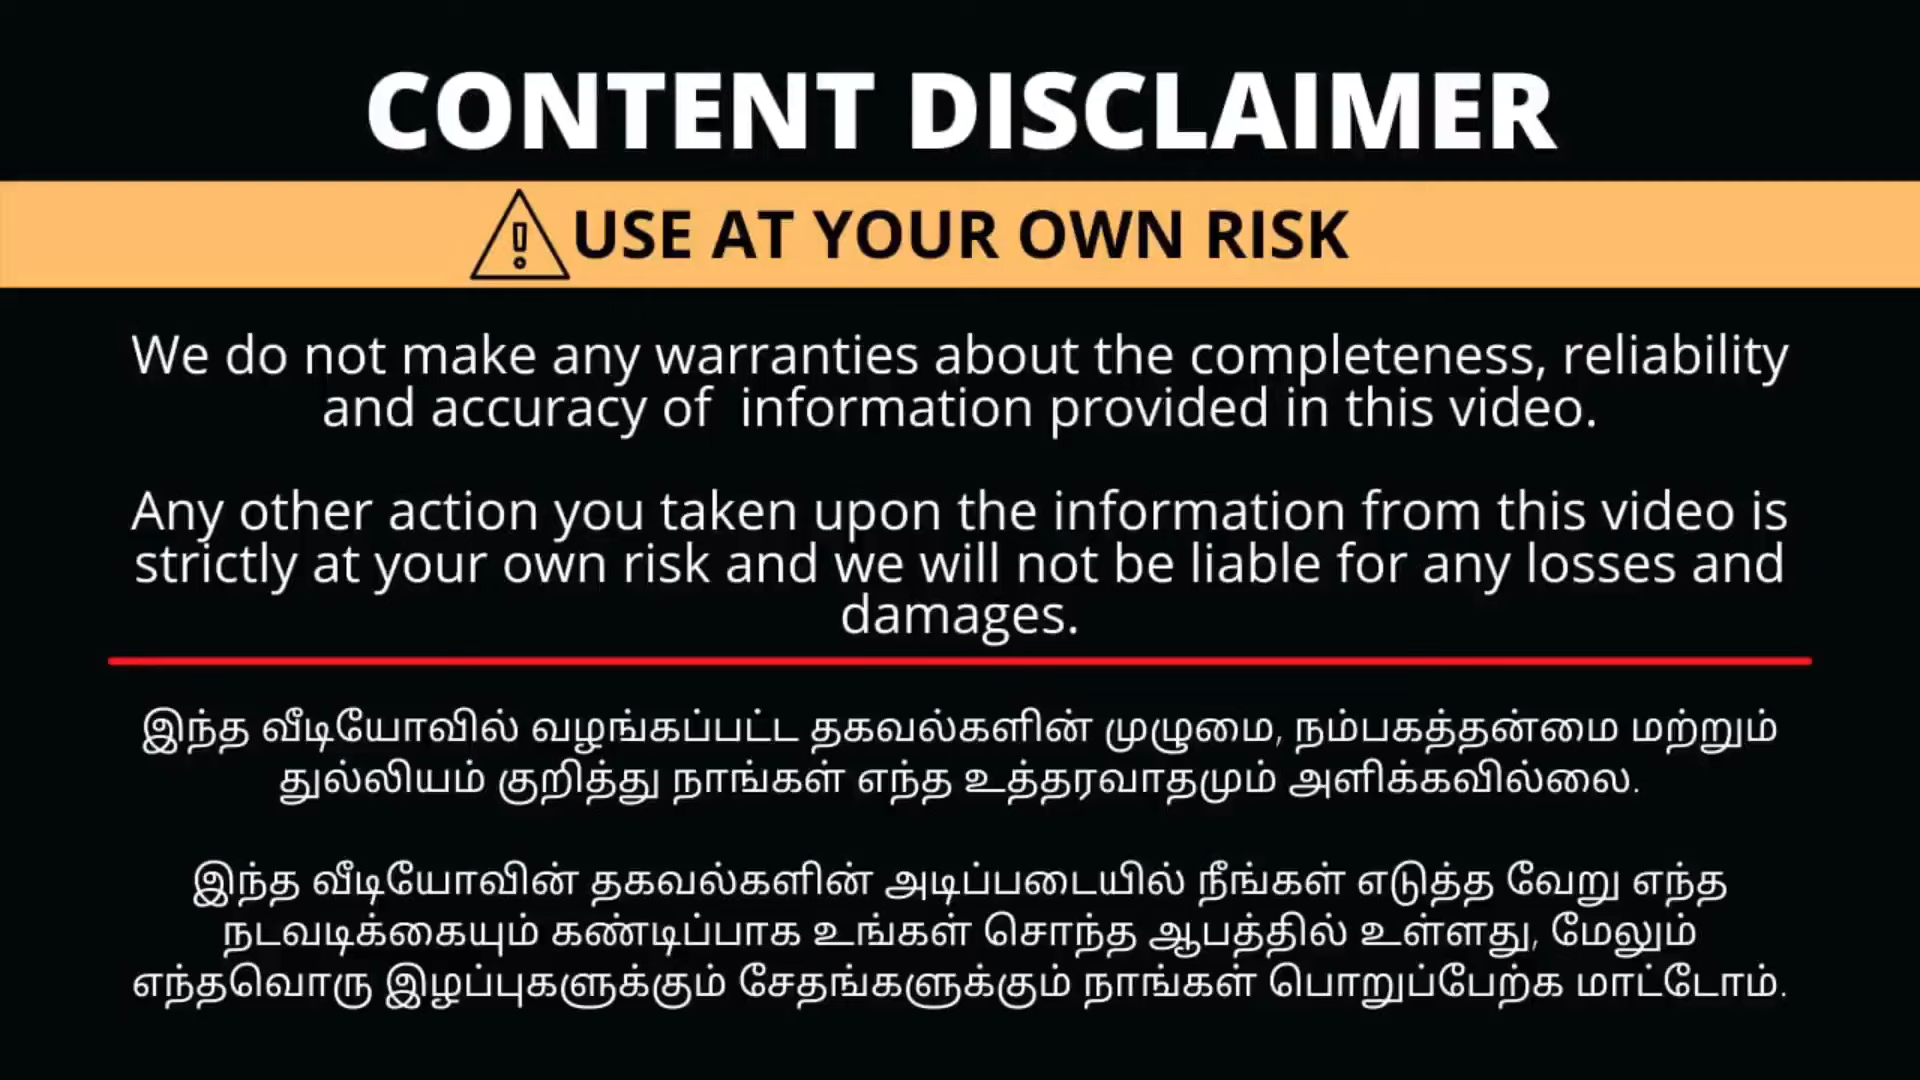 CONTENT DISCLAIMER
USE AT YOUR OWN RISK
We do not make any warranties about the completeness, reliability
and accuracy of information provided in this video.
Any other action you taken upon the information from this video is
strictly at your own risk and we will not be liable for any losses and
damages.
இந்த வீடியோவில் வழங்கப்பட்ட தகவல்களின் முழுமை, நம்பகத்தன்மை மற்றும்
துல்லியம் குறித்து நாங்கள் எந்த உத்தரவாதமும் அளிக்கவில்லை.
இந்த வீடியோவின் தகவல்களின் அடிப்படையில் நீங்கள் எடுத்த வேறு எந்த
நடவடிக்கையும் கண்டிப்பாக உங்கள் சொந்த ஆபத்தில் உள்ளது, மேலும்
எந்தவொரு இழப்புகளுக்கும் சேதங்களுக்கும் நாங்கள் பொறுப்பேற்க மாட்டோம்.